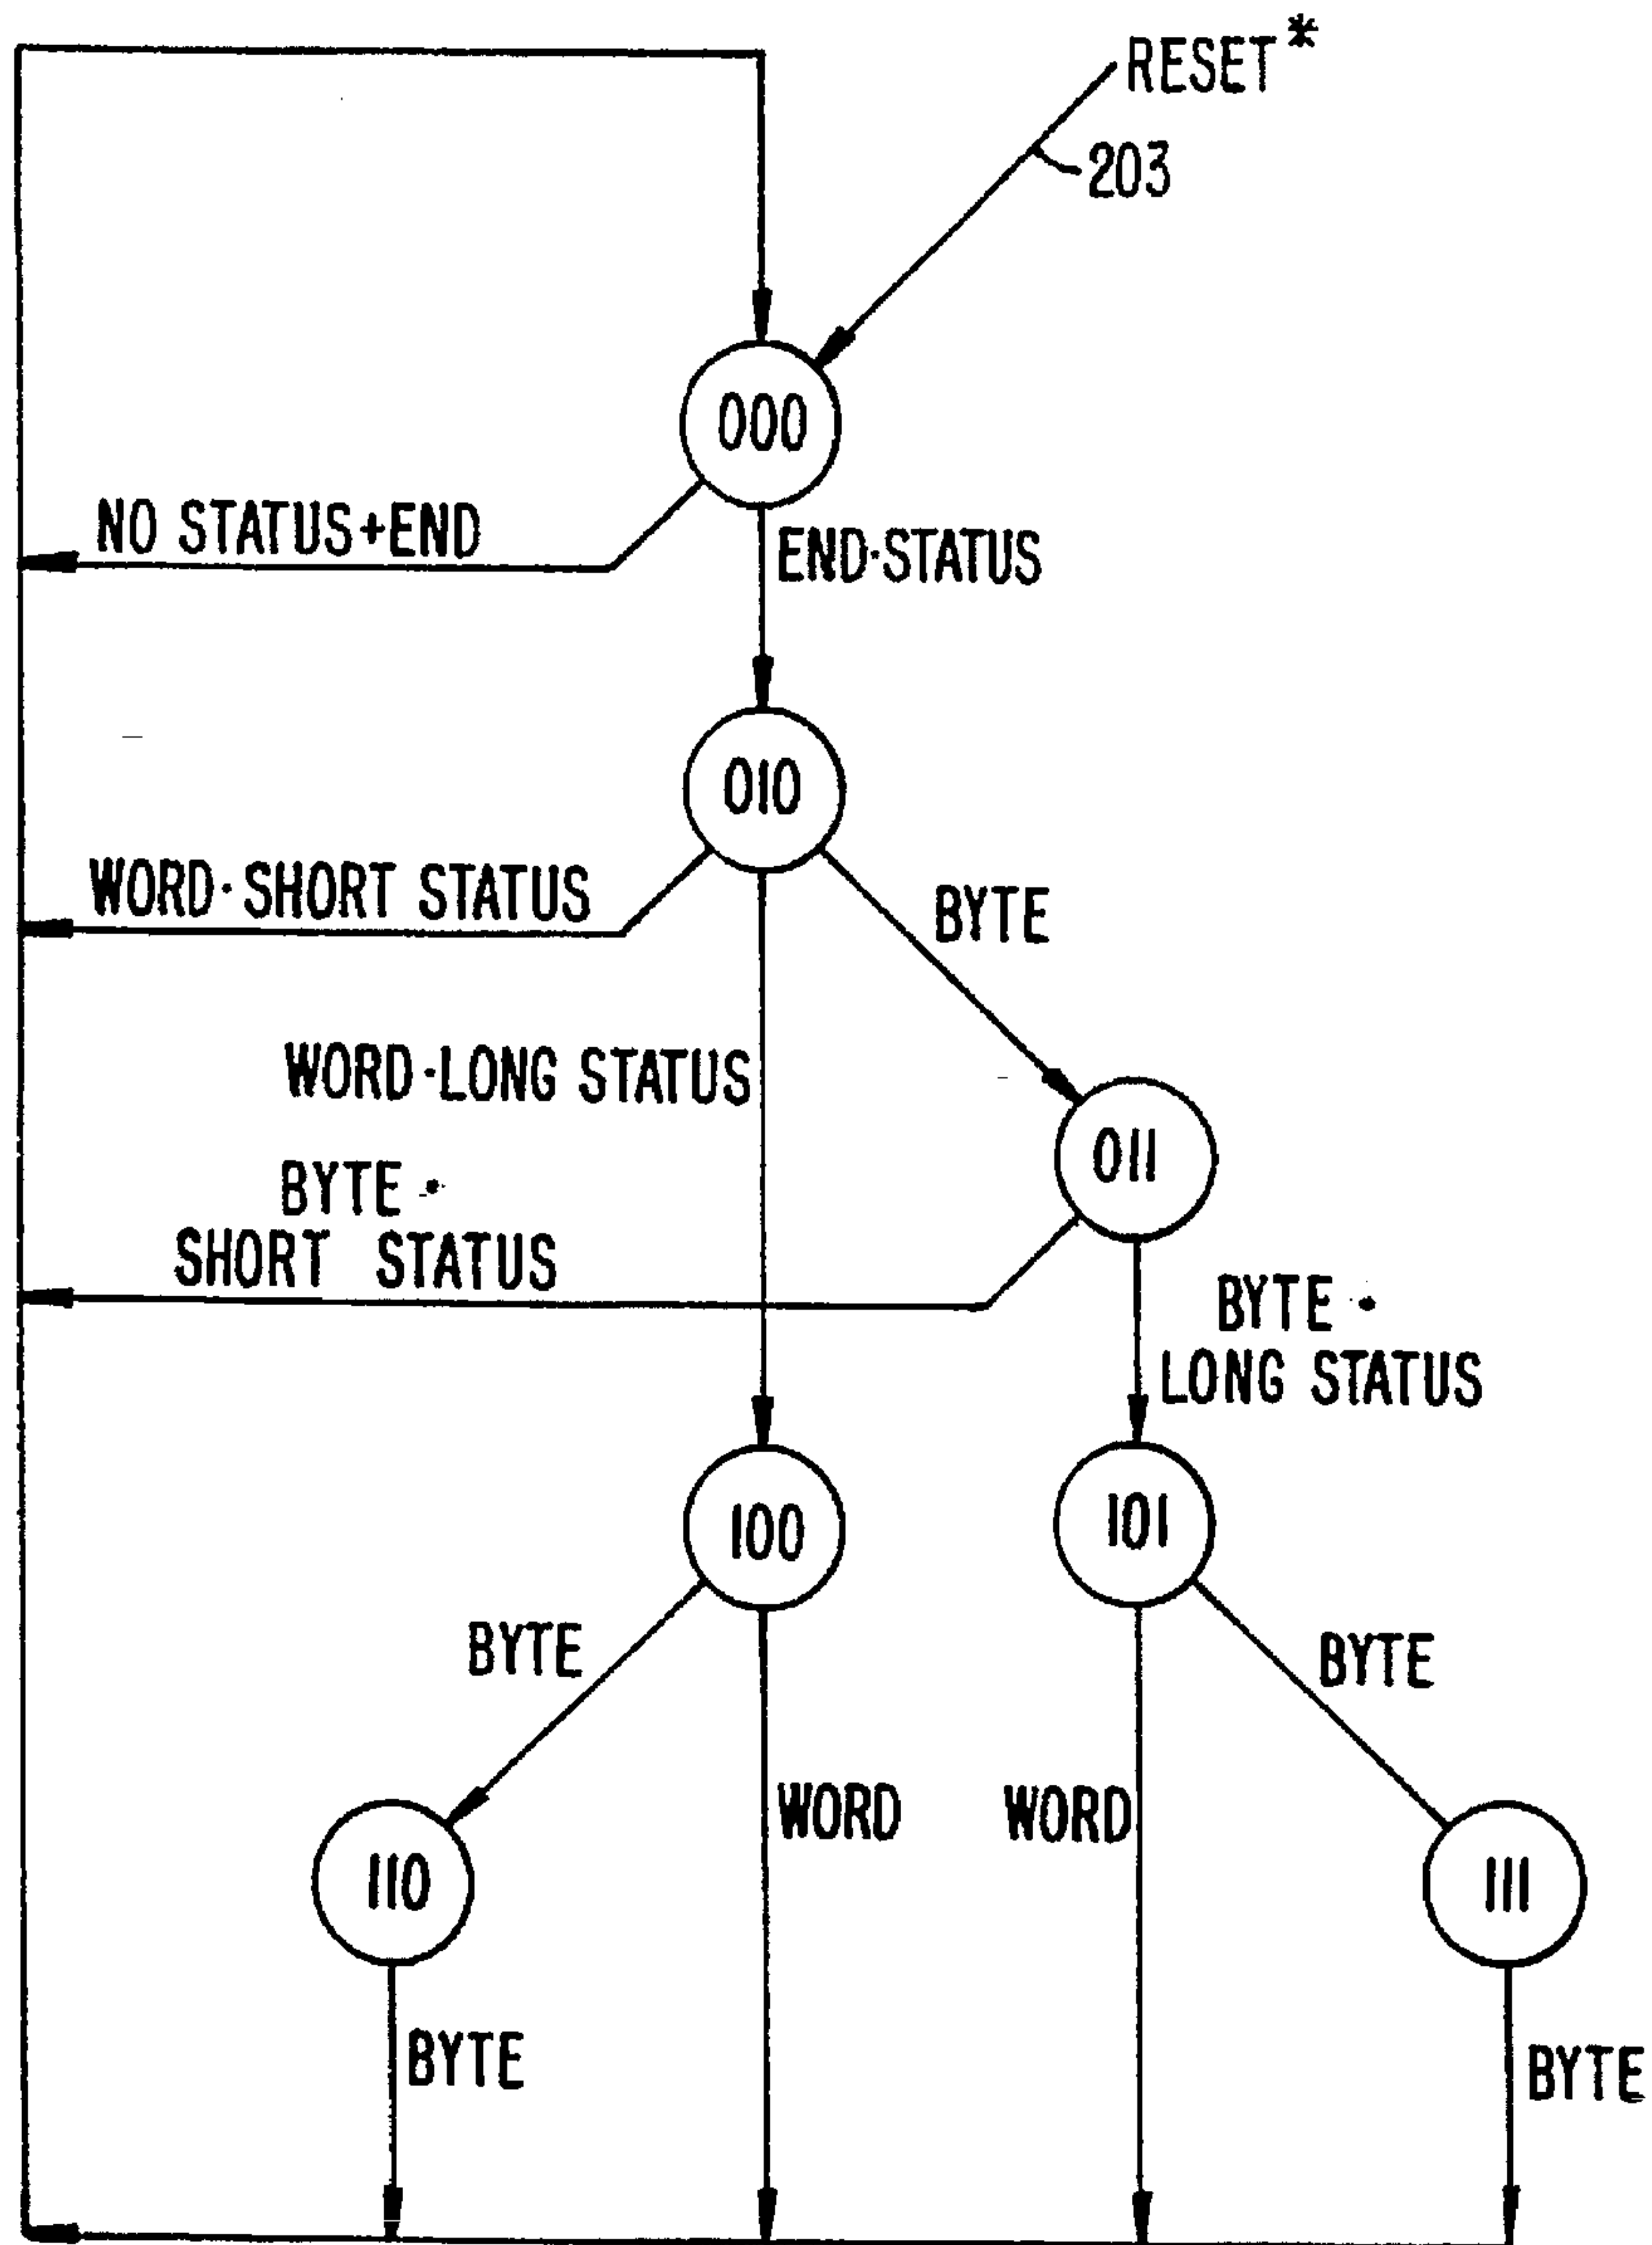 RESET*
203
000
NO STATUS+END
END·STATUS
010
WORD·SHORT STATUS
BYTE
WORD·LONG STATUS
011
BYTE ·
SHORT STATUS
BYTE ·
LONG STATUS
100
101
BYTE
BYTE
WORD
WORD
110
111
BYTE
BYTE